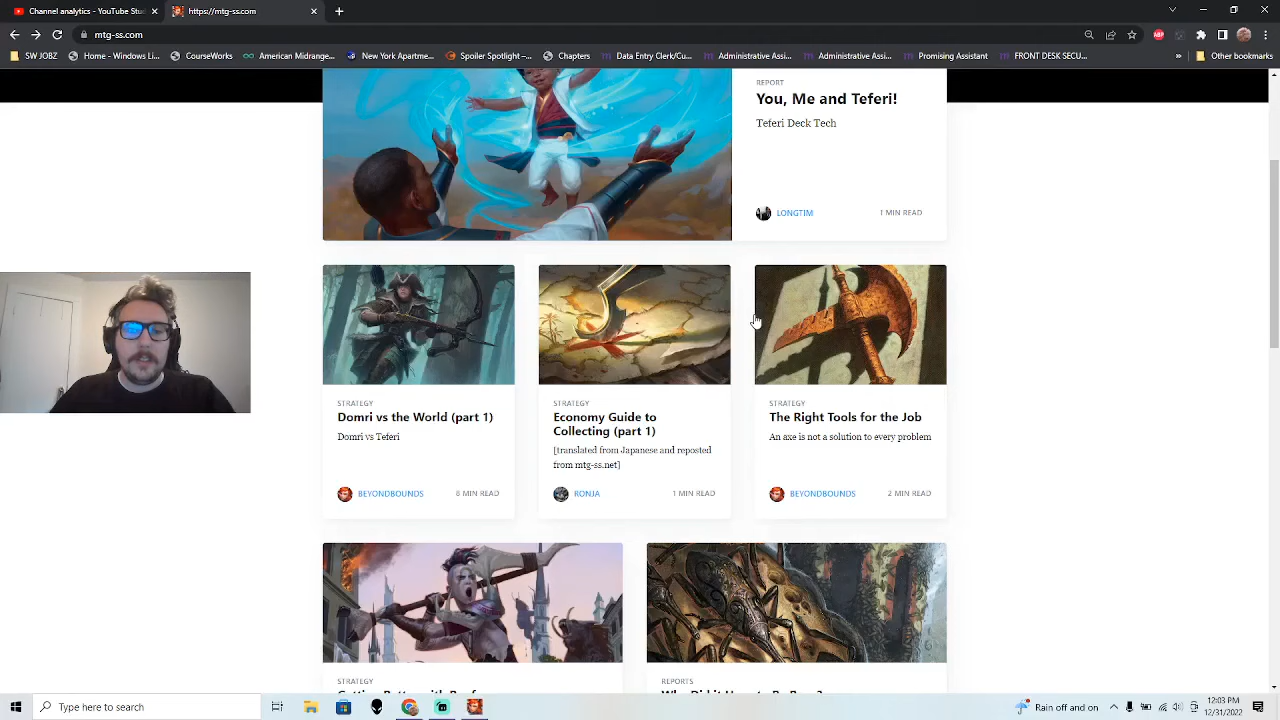 Channel analytics - YouTube Stu
https://mtg-ss.com
mtg-ss.com
SW JOBZ
Home - Windows Li...
CourseWorks
American Midrange...
New York Apartme...
Spoiler Spotlight -...
Chapters
Data Entry Clerk/Cu...
Administrative Assi...
Administrative Assi...
Promising Assistant
FRONT DESK SECU...
»
Other bookmarks
REPORT
You, Me and Teferi!
Teferi Deck Tech
LONGTIM
1 MIN READ
STRATEGY
Domri vs the World (part 1)
Domri vs Teferi
BEYONDBOUNDS
8 MIN READ
STRATEGY
Economy Guide to
Collecting (part 1)
[translated from Japanese and reposted
from mtg-ss.net]
RONJA
1 MIN READ
STRATEGY
The Right Tools for the Job
An axe is not a solution to every problem
BEYONDBOUNDS
2 MIN READ
STRATEGY
REPORTS
Type here to search
Rain off and on
12:03 PM
12/31/2022